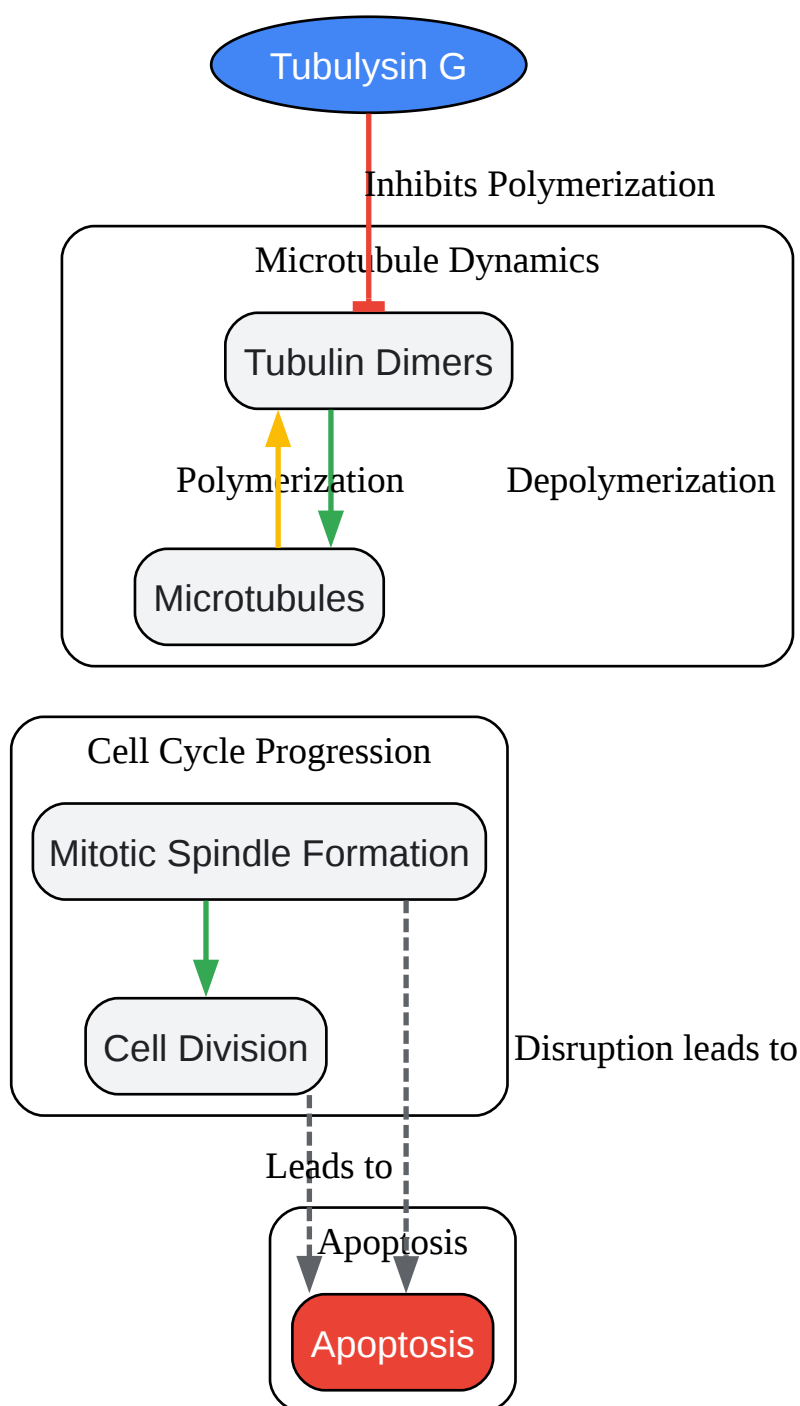 Tubulysin G
Inhibits Polymerization
Microtubule Dynamics
Tubulin Dimers
Polymerization
Depolymerization
Microtubules
Cell Cycle Progression
Mitotic Spindle Formation
Cell Division
Disruption leads to
Leads to
Apoptosis
Apoptosis